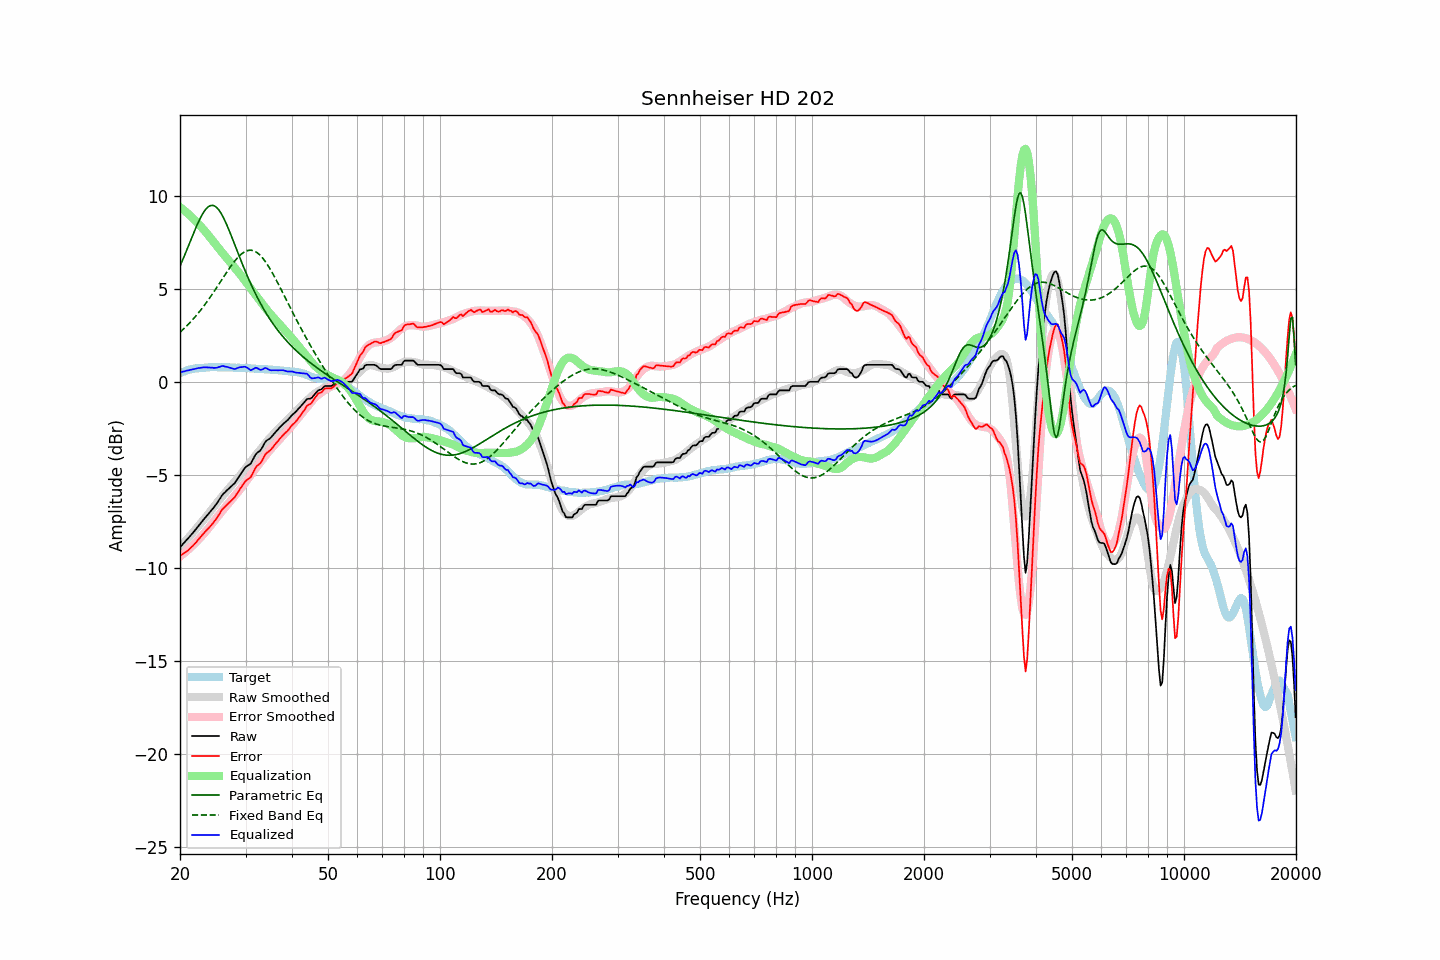 Sennheiser HD 202
Amplitude (dBr)
10
5
0
−5
−10
−15
−20
−25
Target
Raw Smoothed
Error Smoothed
Raw
Error
Equalization
Parametric Eq
Fixed Band Eq
Equalized
20 50 100 200 500 1000 2000 5000 10000 20000
Frequency (Hz)